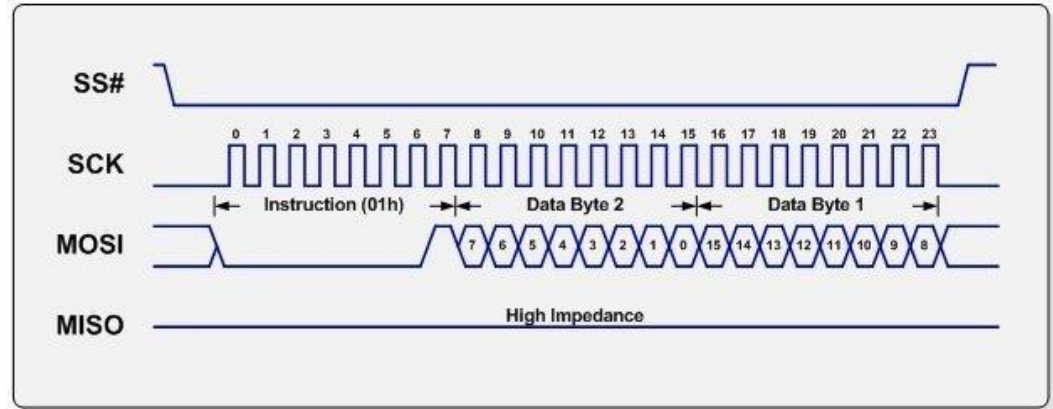 SS#
0 1 2 3 4 5 6 7 8 9 10 11 12 13 14 15 16 17 18 19 20 21 22 23
SCK
Instruction (01h) Data Byte 2 Data Byte 1
MOSI 7 6 5 4 3 2 1 0 15 14 13 12 11 10 9 8
High Impedance
MISO